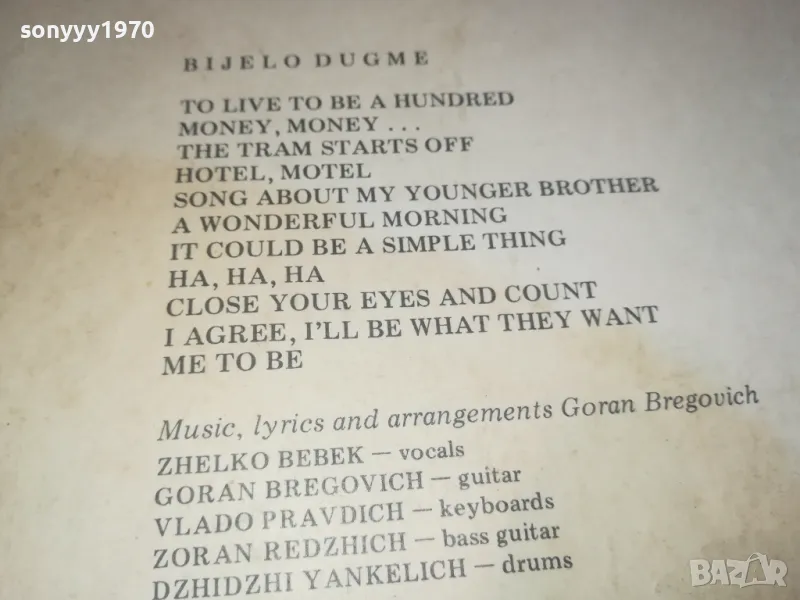 sonyyy1970
BIJELO DUGME
TO LIVE TO BE A HUNDRED
MONEY, MONEY ...
THE TRAM STARTS OFF
HOTEL, MOTEL
SONG ABOUT MY YOUNGER BROTHER
A WONDERFUL MORNING
IT COULD BE A SIMPLE THING
HA, HA, HA
CLOSE YOUR EYES AND COUNT
I AGREE, I'LL BE WHAT THEY WANT
ME TO BE
Music, lyrics and arrangements Goran Bregovich
ZHELKO BEBEK — vocals
GORAN BREGOVICH — guitar
VLADO PRAVDICH — keyboards
ZORAN REDZHICH — bass guitar
DZHIDZHI YANKELICH — drums
BAZAR